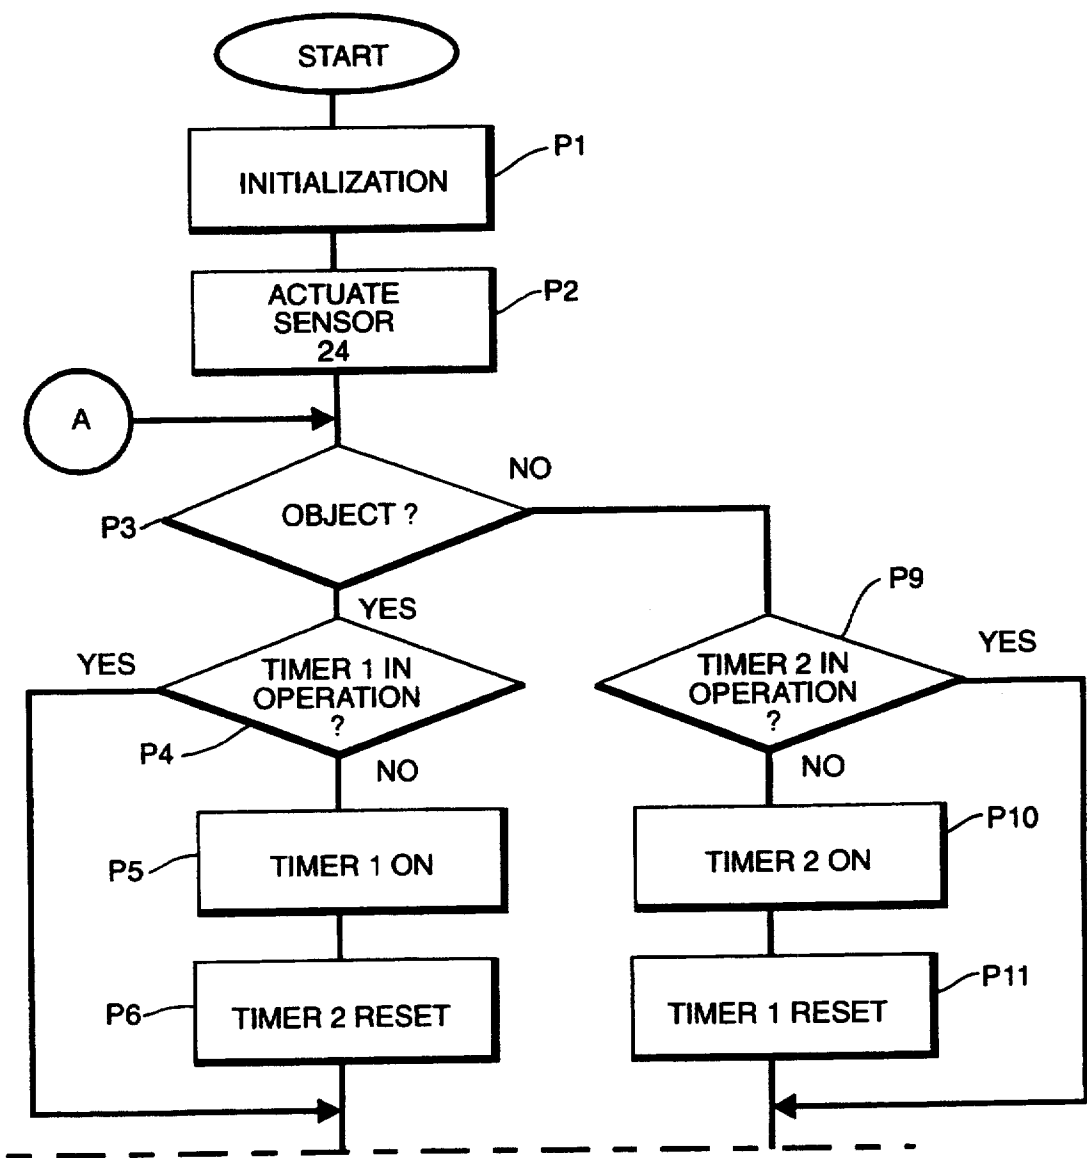 START
P1
INITIALIZATION
P2
ACTUATE
SENSOR
24
A
NO
OBJECT ?
P3
P9
YES
YES
YES
TIMER 1 IN
OPERATION
?
TIMER 2 IN
OPERATION
?
P4
NO
NO
P10
P5
TIMER 1 ON
TIMER 2 ON
P11
P6
TIMER 2 RESET
TIMER 1 RESET